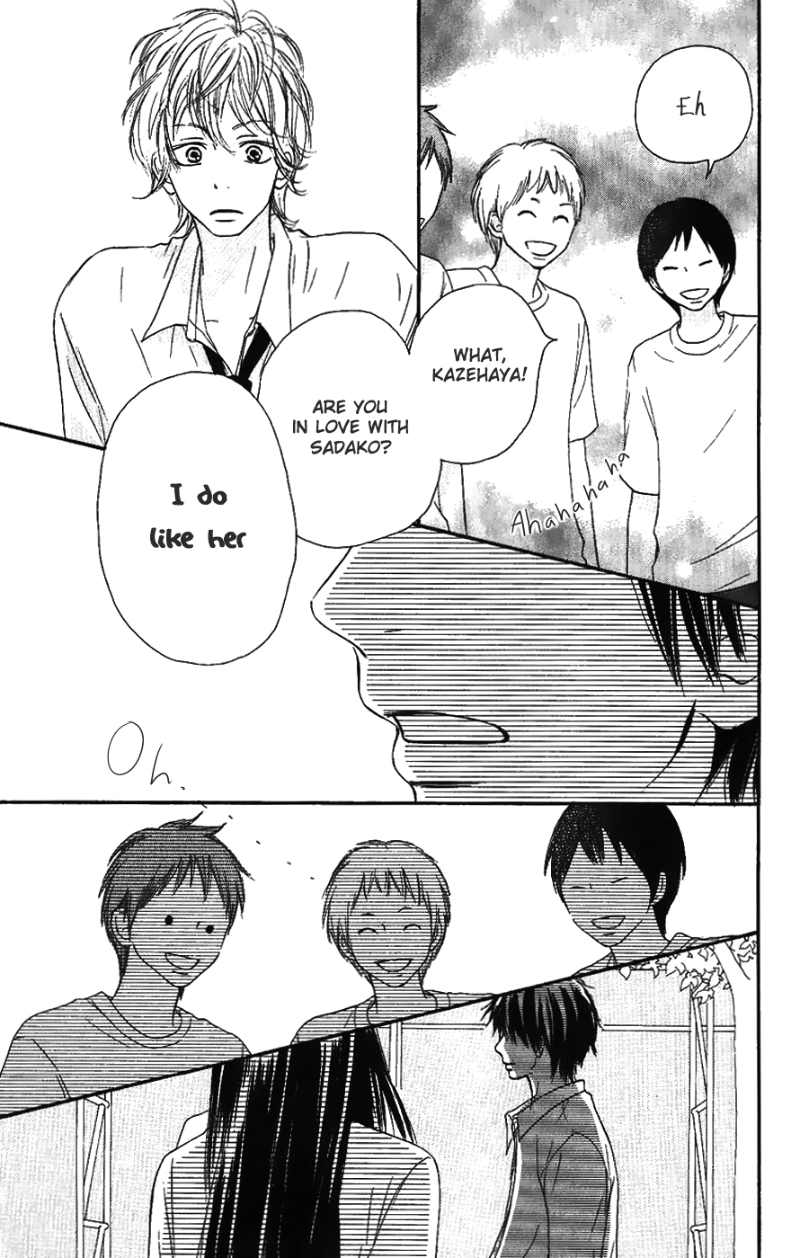 Eh
WHAT,
KAZEHAYA!
ARE YOU
IN LOVE WITH
SADAKO?
Ahahahaha
I do
like her
Oh.